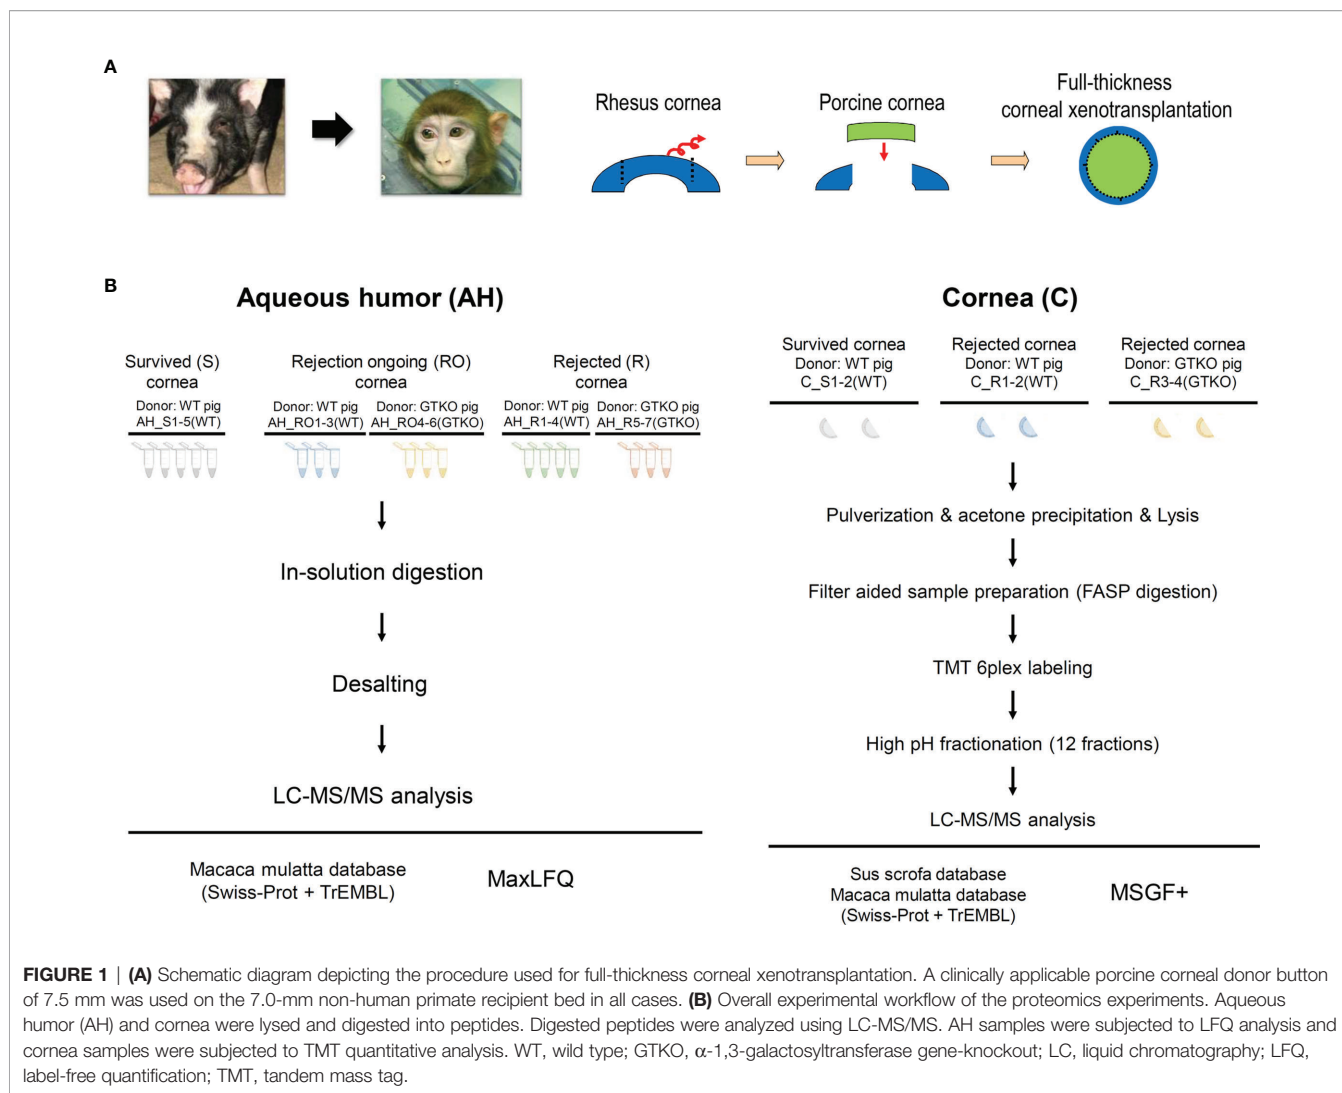 A
Rhesus cornea
Porcine cornea
Full-thickness
corneal xenotransplantation
B
Aqueous humor (AH)
Survived (S)
cornea
Rejection ongoing (RO)
cornea
Rejected (R)
cornea
Donor: WT pig
AH_S1-5(WT)
Donor: WT pig
AH_RO1-3(WT)
Donor: GTKO pig
AH_RO4-6(GTKO)
Donor: WT pig
AH_R1-4(WT)
Donor: GTKO pig
AH_R5-7(GTKO)
In-solution digestion
Desalting
LC-MS/MS analysis
Macaca mulatta database
(Swiss-Prot + TrEMBL)
MaxLFQ
Cornea (C)
Survived cornea
Donor: WT pig
C_S1-2(WT)
Rejected cornea
Donor: WT pig
C_R1-2(WT)
Rejected cornea
Donor: GTKO pig
C_R3-4(GTKO)
Pulverization & acetone precipitation & Lysis
Filter aided sample preparation (FASP digestion)
TMT 6plex labeling
High pH fractionation (12 fractions)
LC-MS/MS analysis
Sus scrofa database
Macaca mulatta database
(Swiss-Prot + TrEMBL)
MSGF+
FIGURE 1 | (A) Schematic diagram depicting the procedure used for full-thickness corneal xenotransplantation. A clinically applicable porcine corneal donor button
of 7.5 mm was used on the 7.0-mm non-human primate recipient bed in all cases. (B) Overall experimental workflow of the proteomics experiments. Aqueous
humor (AH) and cornea were lysed and digested into peptides. Digested peptides were analyzed using LC-MS/MS. AH samples were subjected to LFQ analysis and
cornea samples were subjected to TMT quantitative analysis. WT, wild type; GTKO, α-1,3-galactosyltransferase gene-knockout; LC, liquid chromatography; LFQ,
label-free quantification; TMT, tandem mass tag.